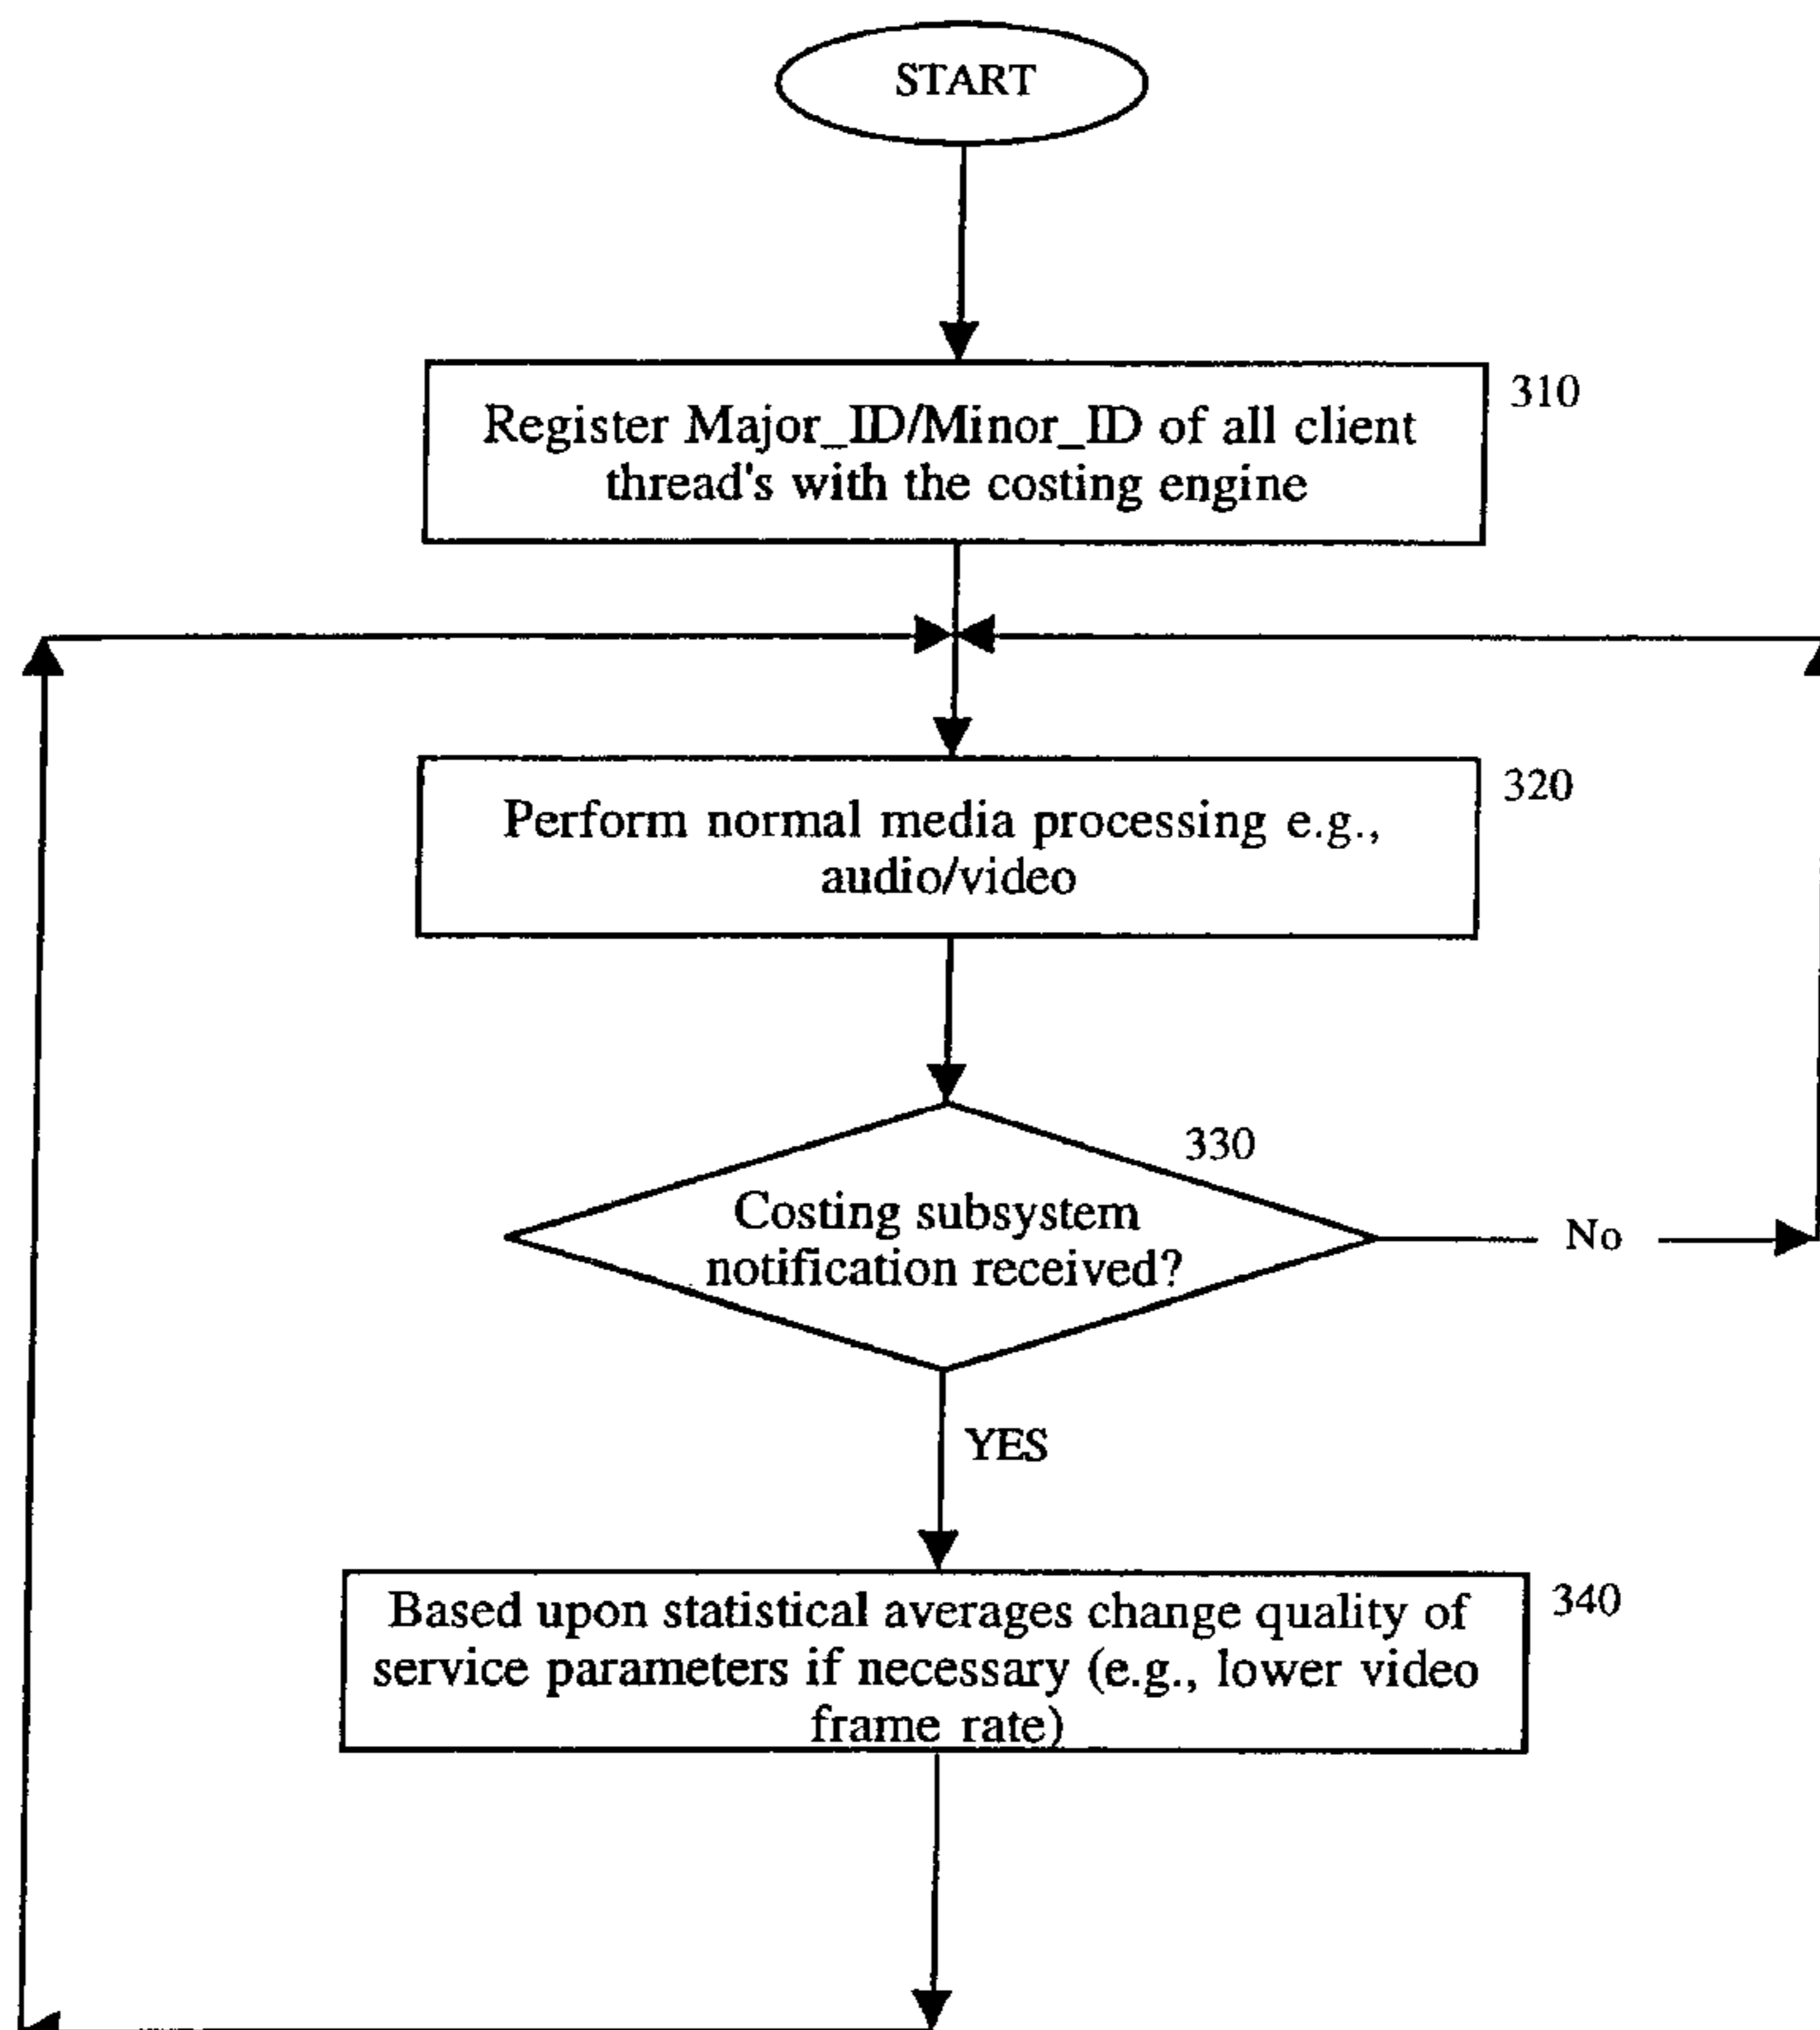 START
310
Register Major_ID/Minor_ID of all client
thread's with the costing engine
320
Perform normal media processing e.g.,
audio/video
330
Costing subsystem
notification received?
No
YES
340
Based upon statistical averages change quality of
service parameters if necessary (e.g., lower video
frame rate)